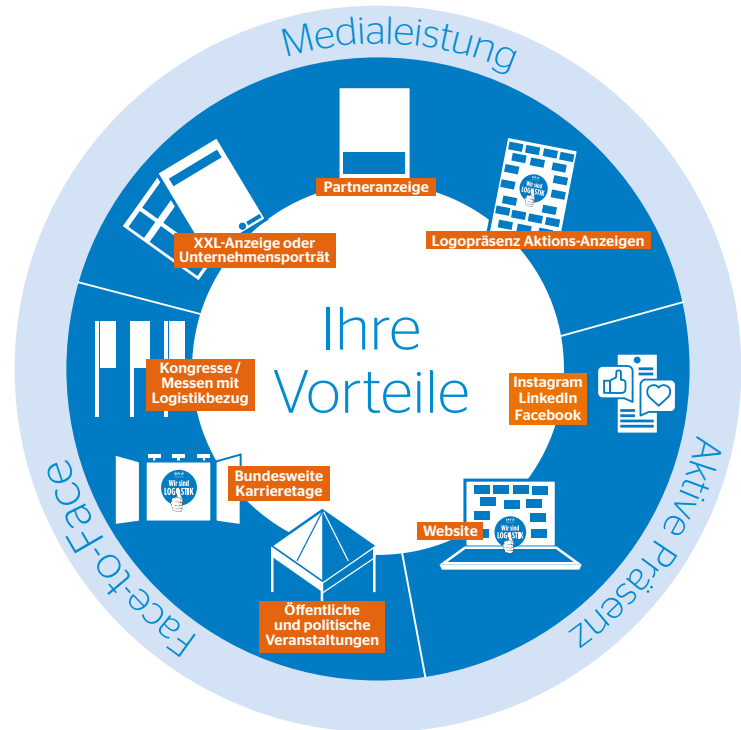 Medialeistung
Partneranzeige
Wir sind
LOGISTIK
Logopräsenz Aktions-Anzeigen
XXL-Anzeige oder
Unternehmensporträt
Ihre
Vorteile
Kongresse /
Messen mit
Logistikbezug
Instagram
LinkedIn
Facebook
Bundesweite
Karrieretage
Wir sind
LOGISTIK
Website
Wir sind
LOGISTIK
Öffentliche
und politische
Veranstaltungen
Face-to-Face
Aktive Präsenz